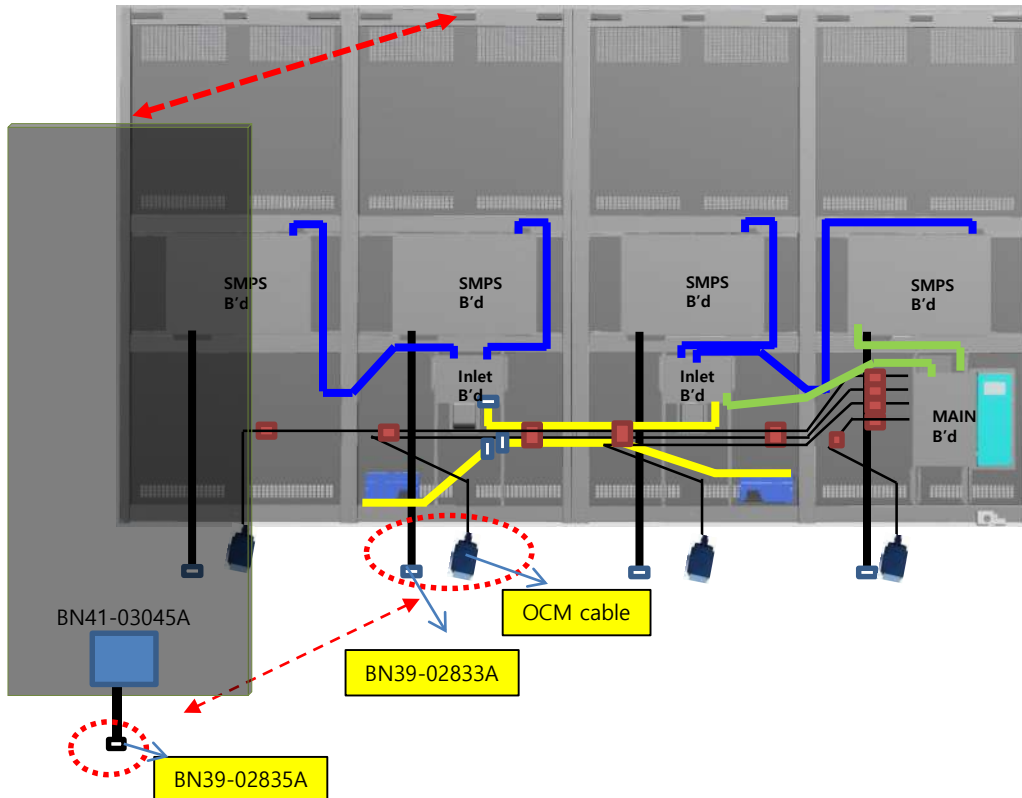 SMPS
B'd
SMPS
B'd
SMPS
B'd
SMPS
B'd
Inlet
B'd
Inlet
B'd
MAIN
B'd
OCM cable
BN41-03045A
BN39-02833A
BN39-02835A